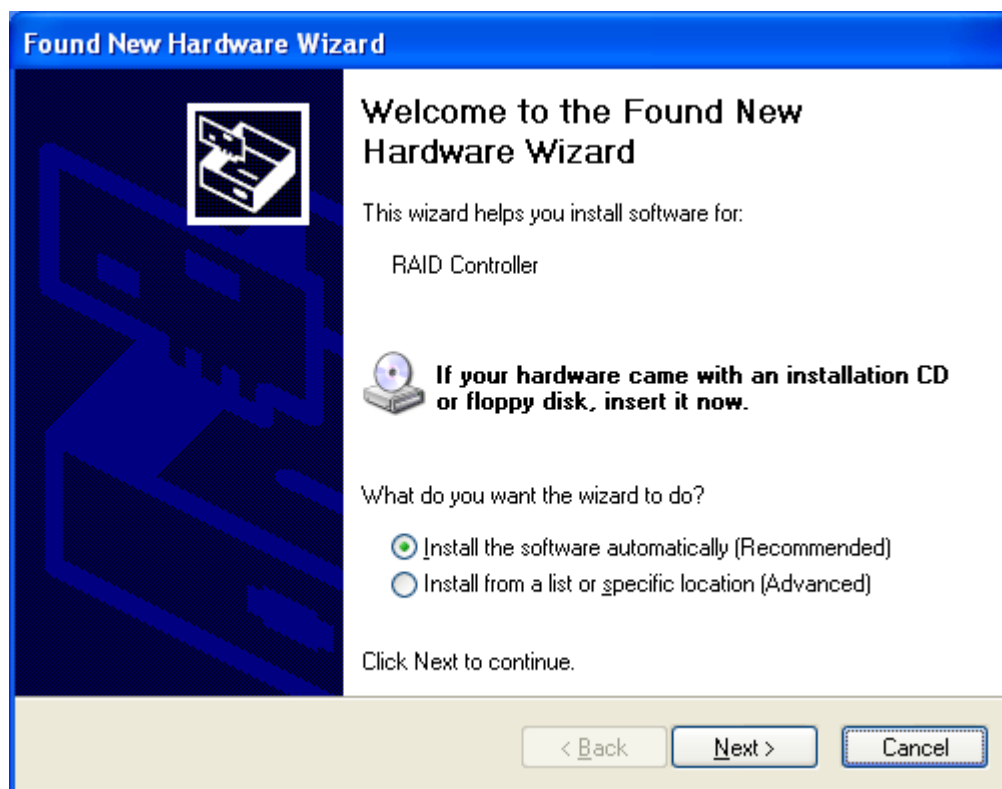 Found New Hardware Wizard
Welcome to the Found New
Hardware Wizard
This wizard helps you install software for:
RAID Controller
If your hardware came with an installation CD
or floppy disk, insert it now.
What do you want the wizard to do?
Install the software automatically (Recommended)
Install from a list or specific location (Advanced)
Click Next to continue.
< Back
Next >
Cancel